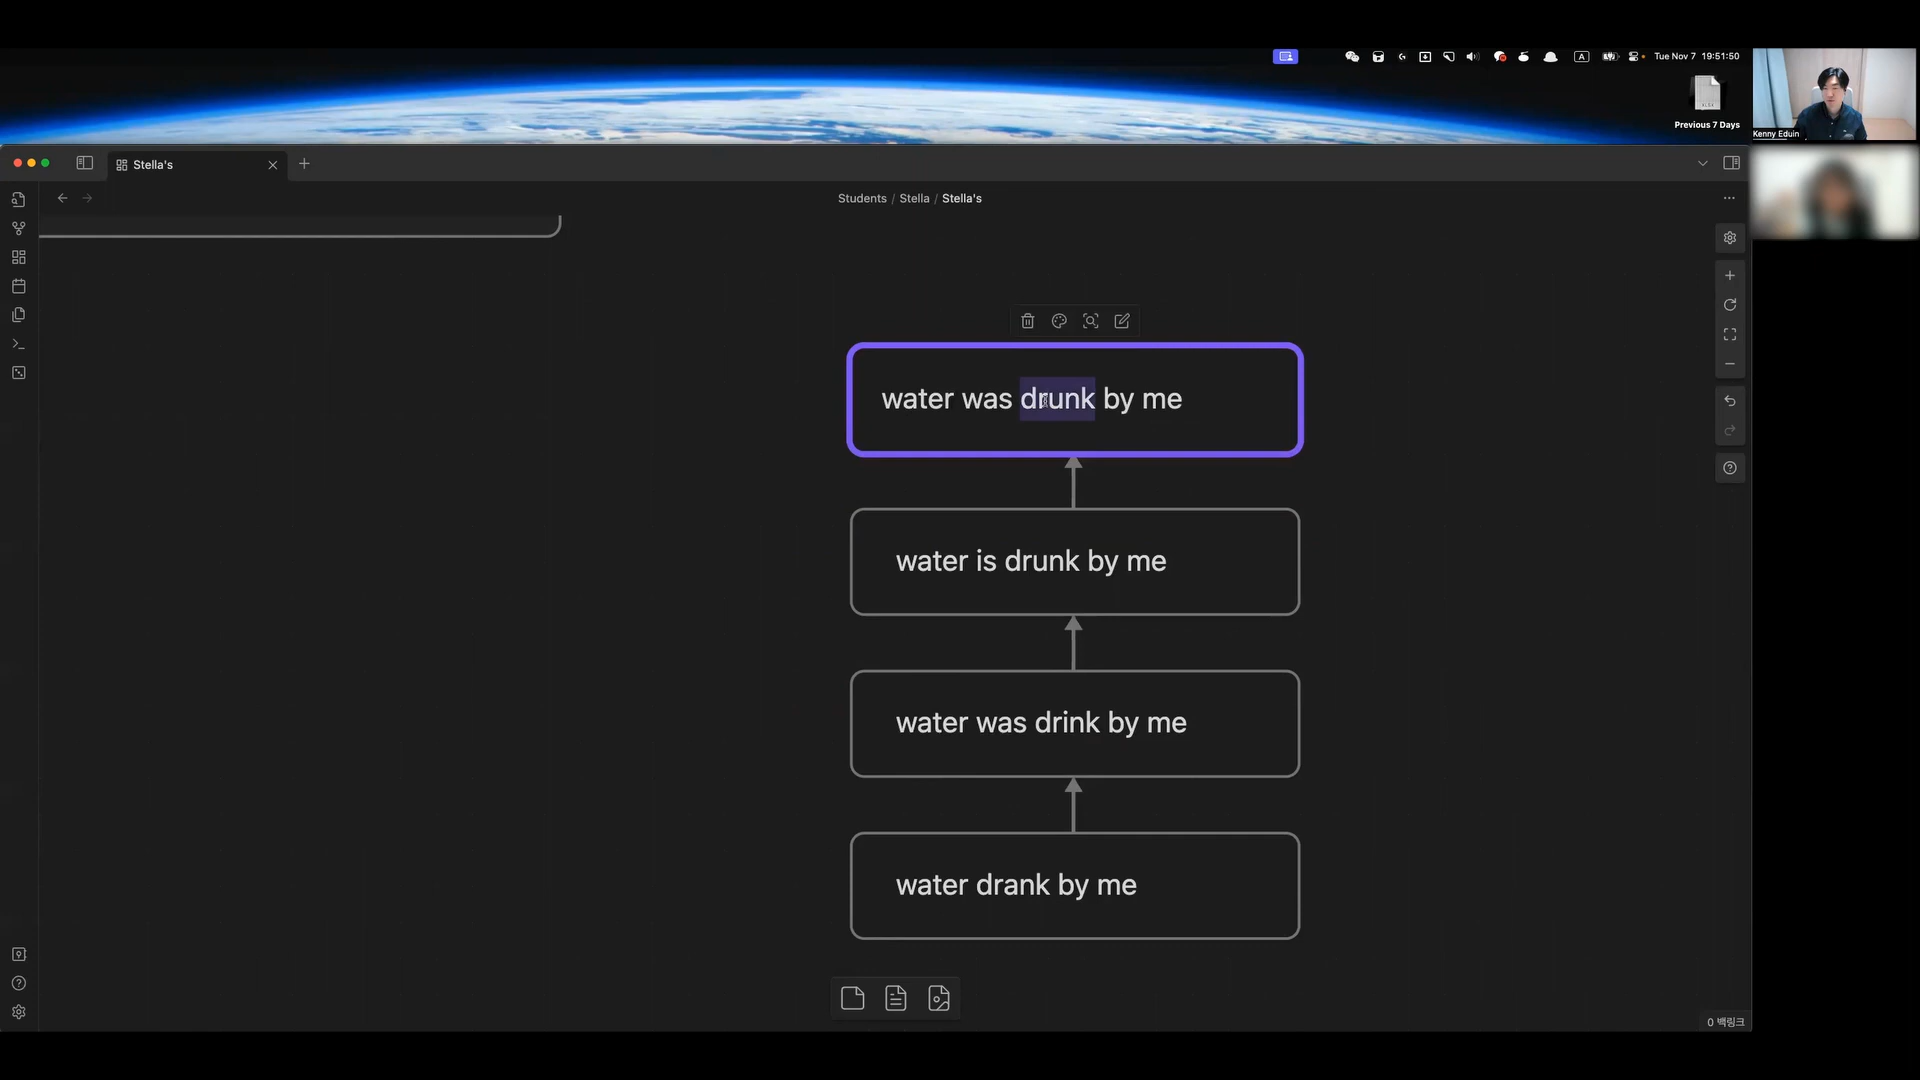 Tue Nov 7 19:51:50
Previous 7 Days
Kenny Eduin
Stella's
Students / Stella / Stella's
water was drunk by me
water is drunk by me
water was drink by me
water drank by me
0 백링크